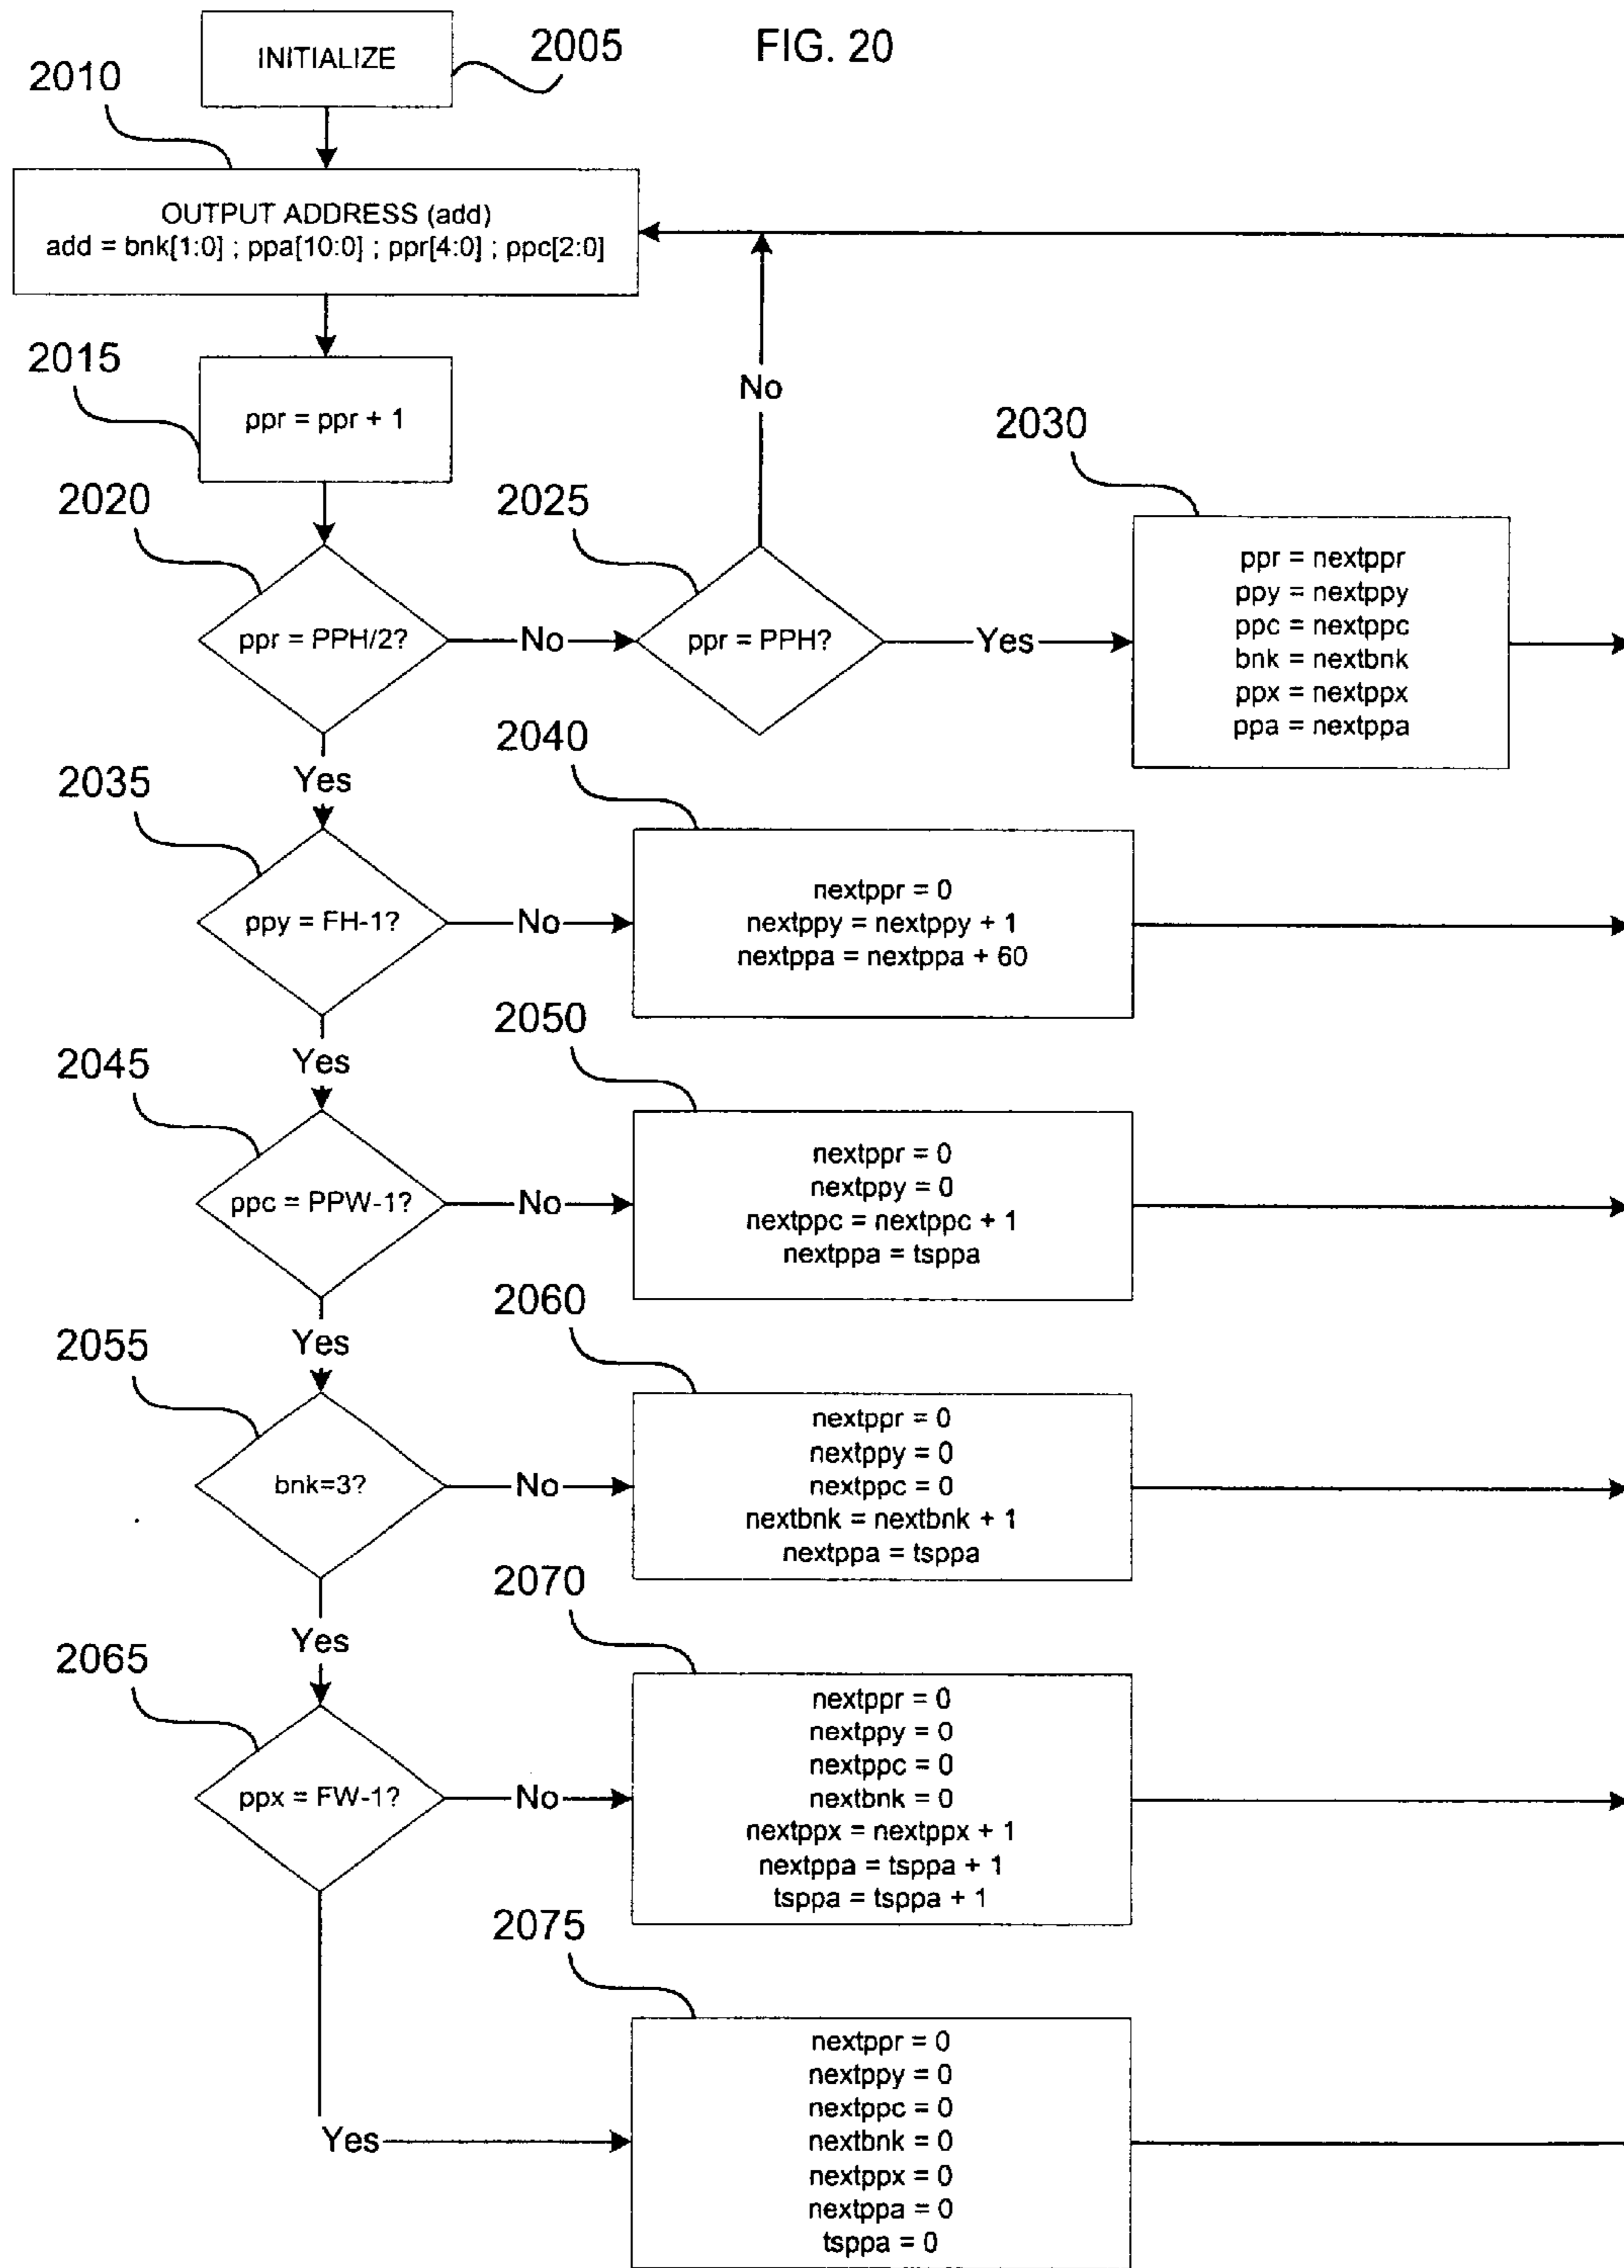 INITIALIZE
2005
FIG. 20
2010
OUTPUT ADDRESS (add)
add = bnk[1:0] ; ppa[10:0] ; ppr[4:0] ; ppc[2:0]
2015
ppr = ppr + 1
No
2030
2020
ppr = PPH/2?
No
2025
ppr = PPH?
Yes
ppr = nextppr
ppy = nextppy
ppc = nextppc
bnk = nextbnk
ppx = nextppx
ppa = nextppa
Yes
2035
ppy = FH-1?
No
2040
nextppr = 0
nextppy = nextppy + 1
nextppa = nextppa + 60
Yes
2045
ppc = PPW-1?
No
2050
nextppr = 0
nextppy = 0
nextppc = nextppc + 1
nextppa = tsppa
Yes
2055
bnk=3?
No
2060
nextppr = 0
nextppy = 0
nextppc = 0
nextbnk = nextbnk + 1
nextppa = tsppa
Yes
2065
ppx = FW-1?
No
2070
nextppr = 0
nextppy = 0
nextppc = 0
nextbnk = 0
nextppx = nextppx + 1
nextppa = tsppa + 1
tsppa = tsppa + 1
Yes
2075
nextppr = 0
nextppy = 0
nextppc = 0
nextbnk = 0
nextppx = 0
nextppa = 0
tsppa = 0